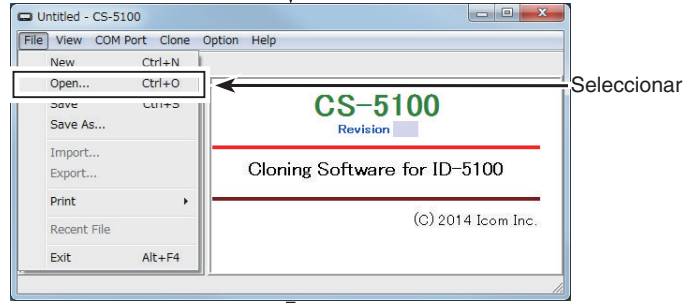 Untitled - CS-5100
File View COM Port Clone Option Help
New Ctrl+N
Open... Ctrl+O
Save Ctrl+S
Save As...
Import...
Export...
Print
Recent File
Exit Alt+F4
CS-5100
Revision
Cloning Software for ID-5100
(C) 2014 Icom Inc.
Seleccionar